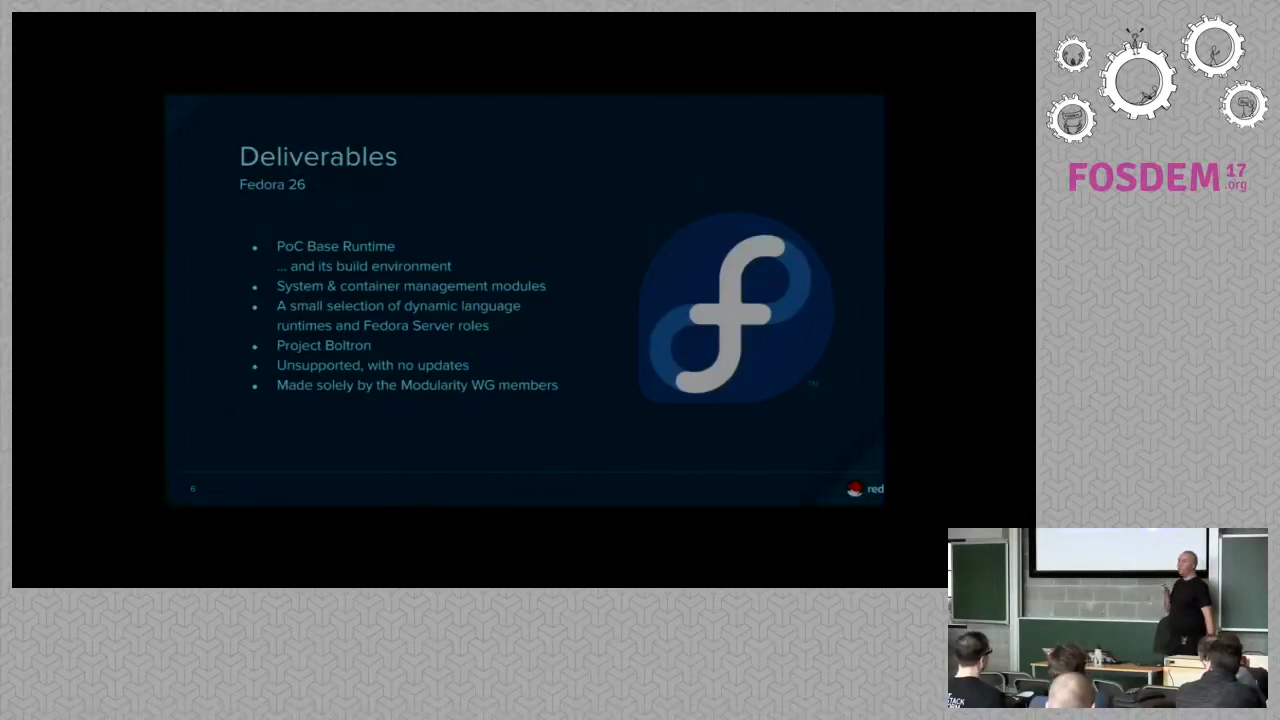 Deliverables
Fedora 26
PoC Base Runtime
... and its build environment
System & container management modules
A small selection of dynamic language
runtimes and Fedora Server roles
Project Boltron
Unsupported, with no updates
Made solely by the Modularity WG members
TM
6
red
FOSDEM 17
.org